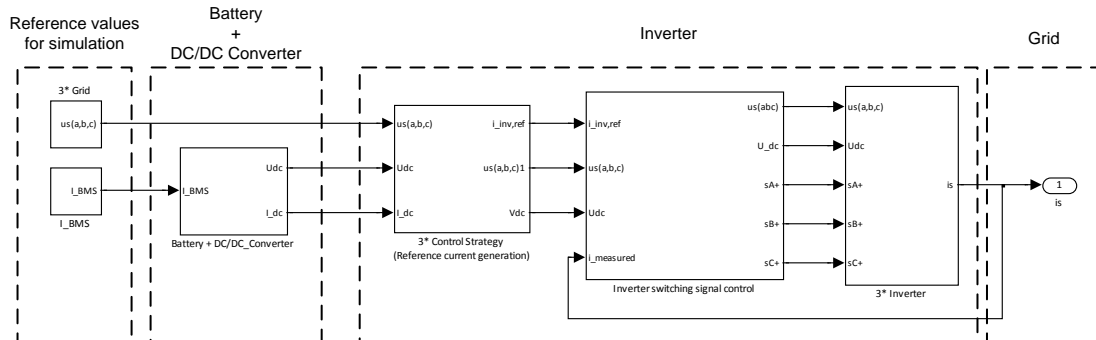 Reference values
for simulation
Battery
+
DC/DC Converter
Inverter
Grid
3* Grid
us(a,b,c)
I_BMS
I_BMS
I_BMS
Udc
I_dc
Battery + DC/DC_Converter
us(a,b,c)
Udc
I_dc
i_inv,ref
us(a,b,c)1
Vdc
3* Control Strategy
(Reference current generation)
i_inv,ref
us(a,b,c)
Udc
i_measured
us(abc)
U_dc
sA+
sB+
sC+
Inverter switching signal control
us(a,b,c)
Udc
sA+
sB+
sC+
is
3* Inverter
1
is